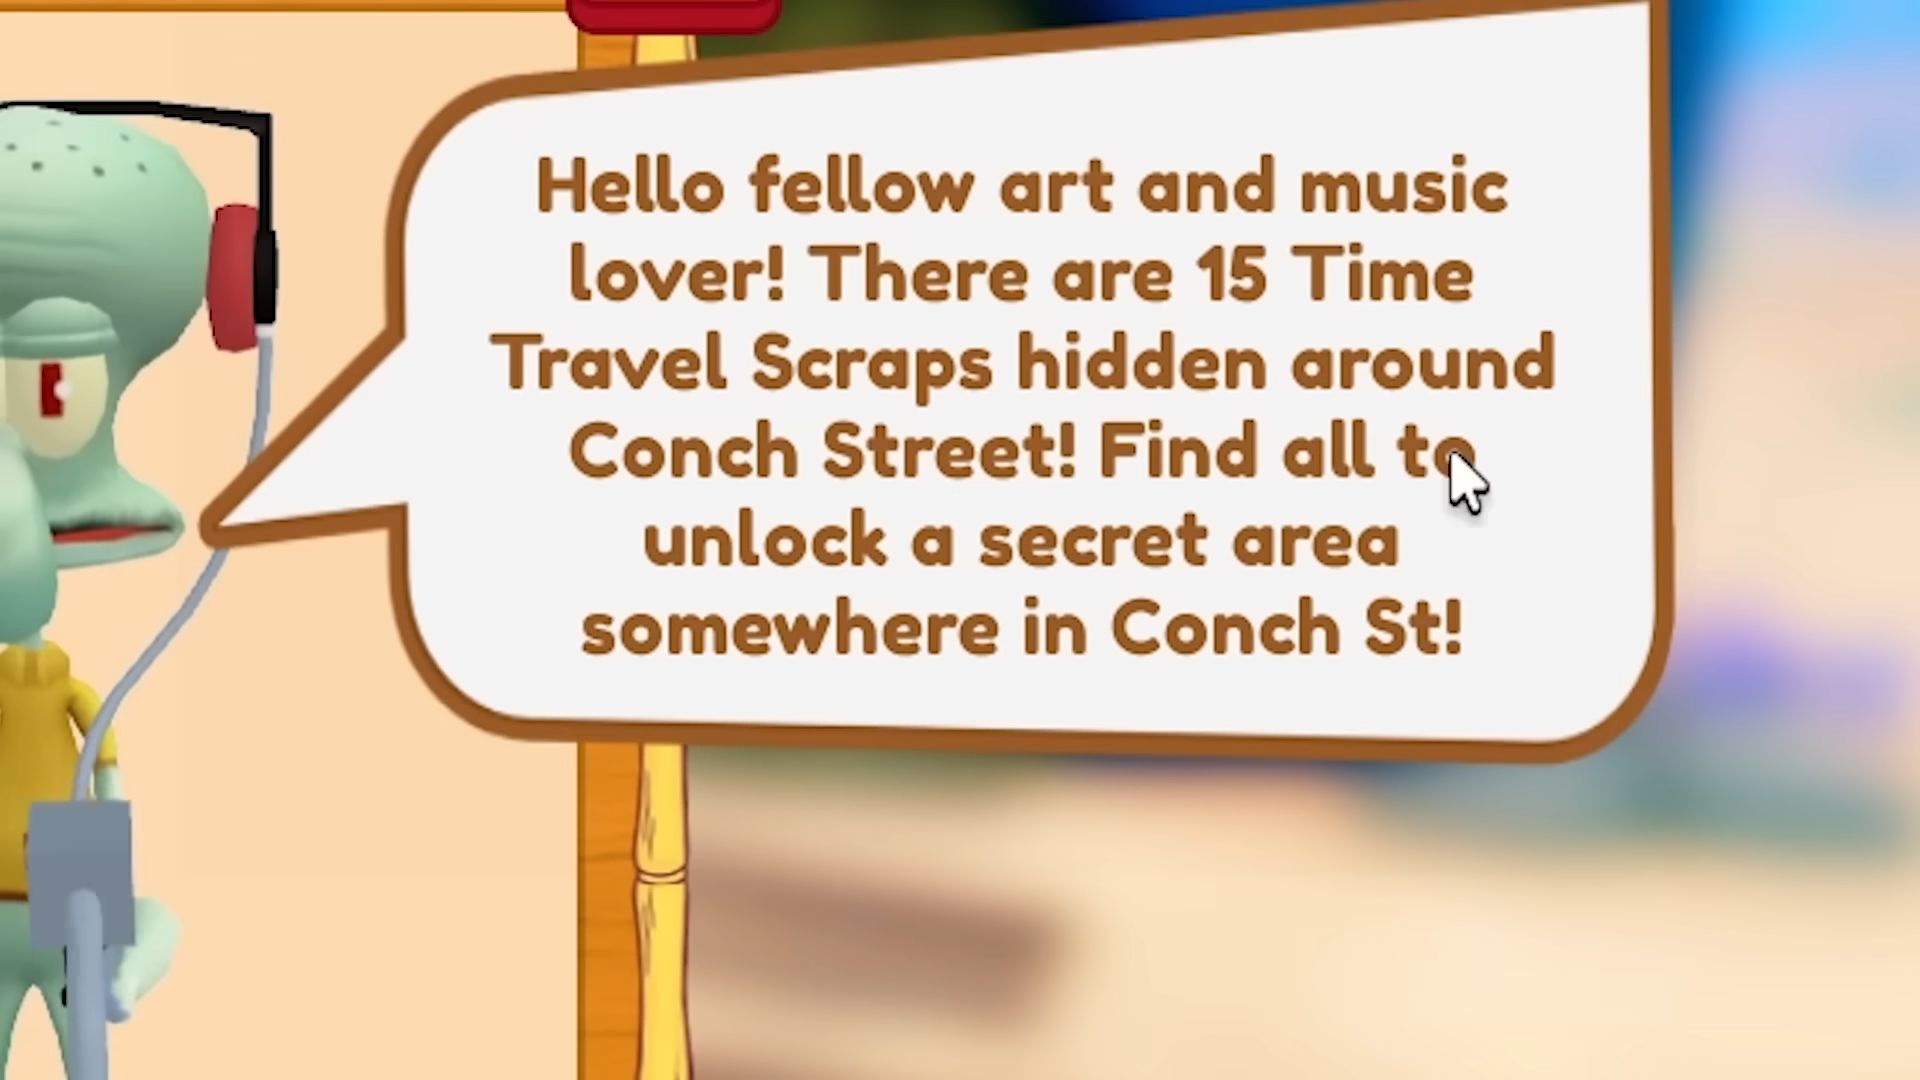 Hello fellow art and music
lover! There are 15 Time
Travel Scraps hidden around
Conch Street! Find all to
unlock a secret area
somewhere in Conch St!